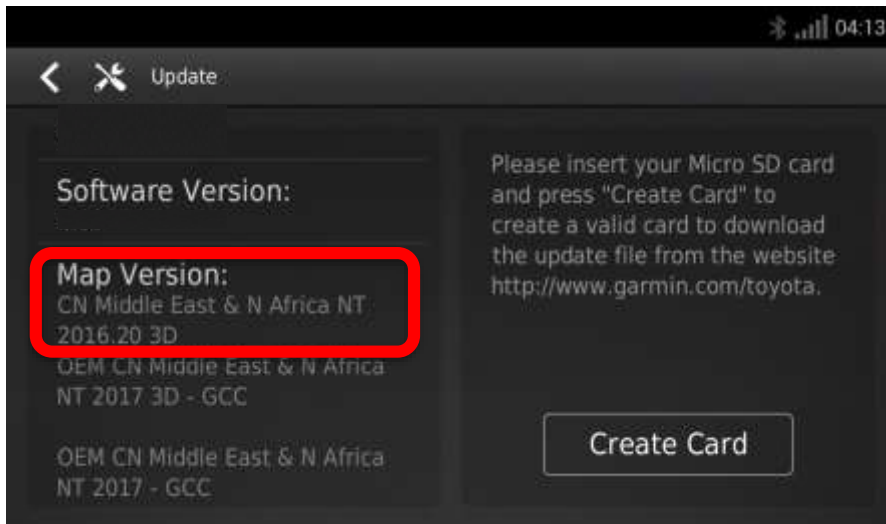 04:13
Update
Software Version:
Map Version:
CN Middle East & N Africa NT
2016.20 3D
OEM CN Middle East & N Africa
NT 2017 3D - GCC
OEM CN Middle East & N Africa
NT 2017 - GCC
Please insert your Micro SD card
and press "Create Card" to
create a valid card to download
the update file from the website
http://www.garmin.com/toyota.
Create Card